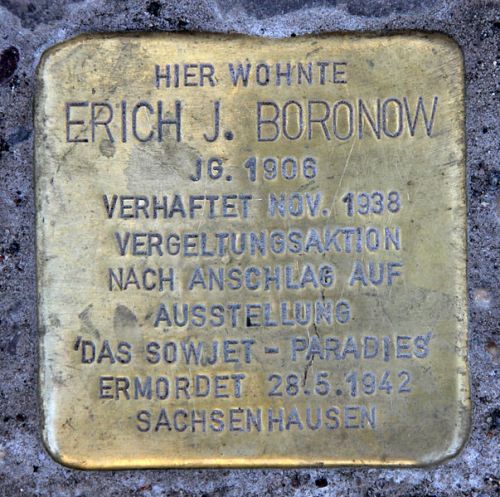 HIER WOHNTE
ERICH J. BORONOW
JG. 1906
VERHAFTET NOV. 1938
VERGELTUNGSAKTION
NACH ANSCHLAG AUF
AUSSTELLUNG
'DAS SOWJET - PARADIES'
ERMORDET 28.5.1942
SACHSENHAUSEN